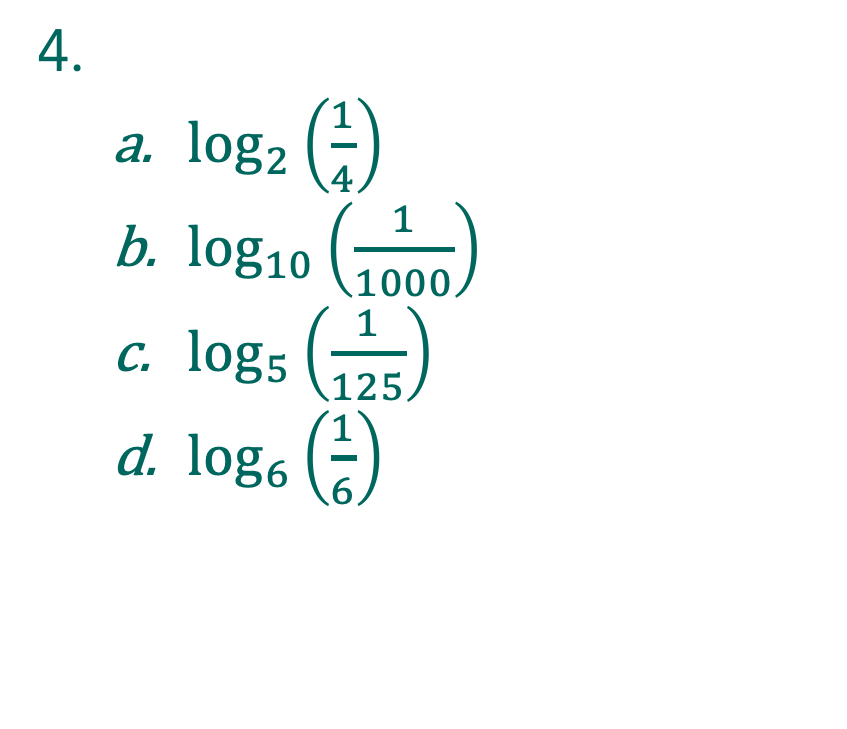 4.
a. log₂ (1/4)
b. log₁₀ (1/1000)
c. log₅ (1/125)
d. log₆ (1/6)